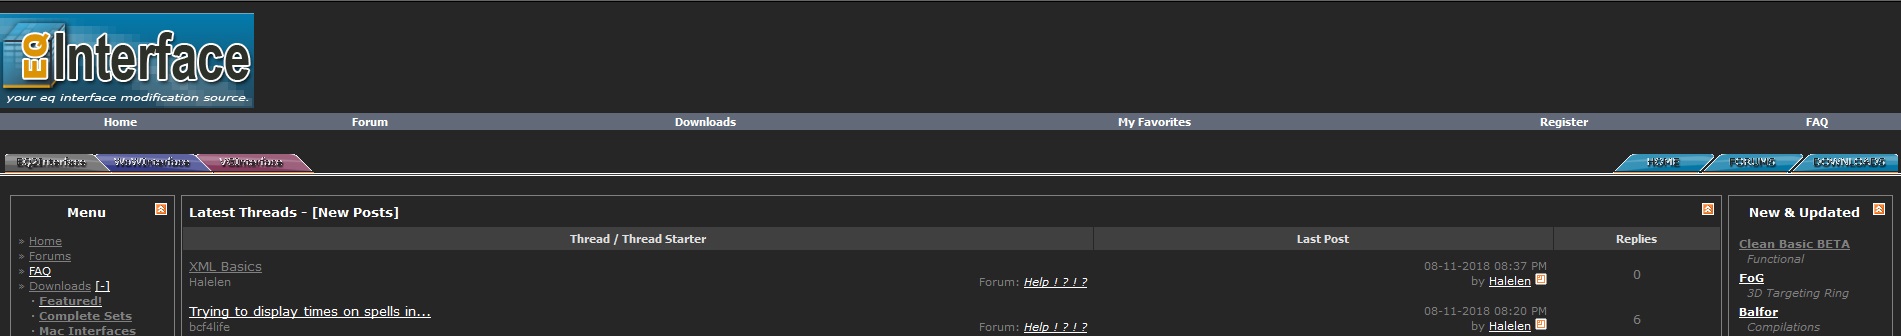 EQ Interface
your eq interface modification source.
Home Forum Downloads My Favorites Register FAQ
HOME FORUMS DOWNLOADS
Menu
» Home
» Forums
» FAQ
» Downloads [-]
· Featured!
· Complete Sets
· Mac Interfaces
Latest Threads - [New Posts]
Thread / Thread Starter Last Post Replies
XML Basics 08-11-2018 08:37 PM 0
Halelen Forum: Help ! ? ! ? by Halelen
Trying to display times on spells in... 08-11-2018 08:20 PM 6
bcf4life Forum: Help ! ? ! ? by Halelen
New & Updated
Clean Basic BETA
Functional
FoG
3D Targeting Ring
Balfor
Compilations